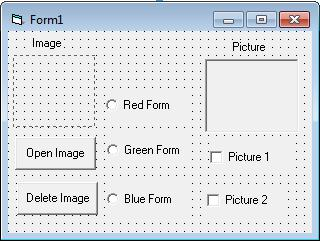 Form1
Image
Picture
Red Form
Open Image
Green Form
Picture 1
Delete Image
Blue Form
Picture 2